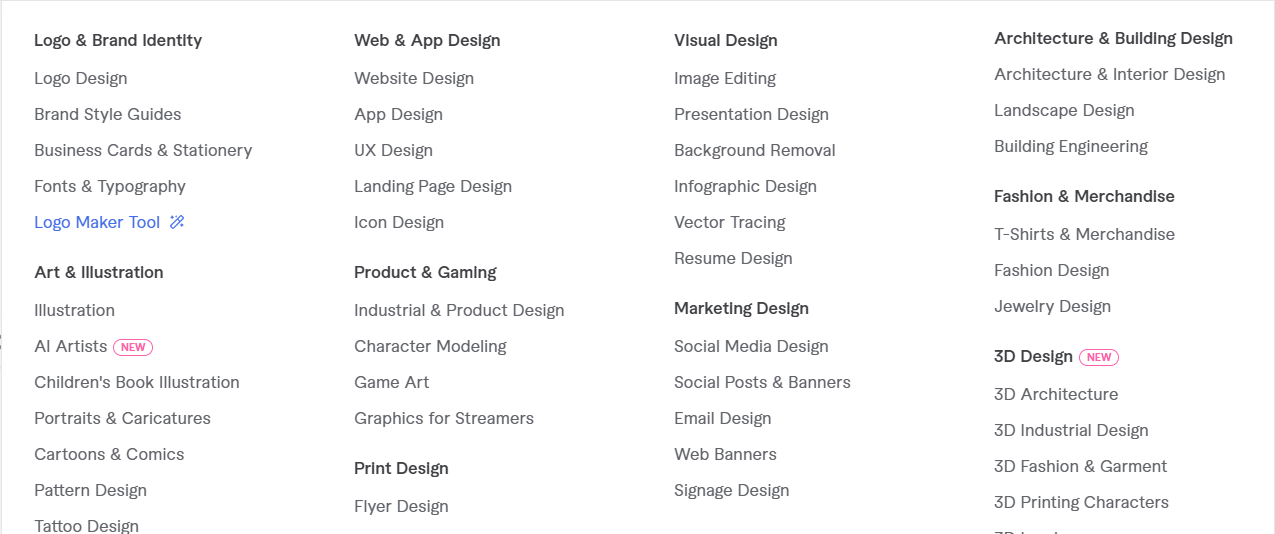 Logo & Brand Identity
Logo Design
Brand Style Guides
Business Cards & Stationery
Fonts & Typography
Logo Maker Tool
Art & Illustration
Illustration
AI Artists NEW
Children's Book Illustration
Portraits & Caricatures
Cartoons & Comics
Pattern Design
Tattoo Design
Web & App Design
Website Design
App Design
UX Design
Landing Page Design
Icon Design
Product & Gaming
Industrial & Product Design
Character Modeling
Game Art
Graphics for Streamers
Print Design
Flyer Design
Visual Design
Image Editing
Presentation Design
Background Removal
Infographic Design
Vector Tracing
Resume Design
Marketing Design
Social Media Design
Social Posts & Banners
Email Design
Web Banners
Signage Design
Architecture & Building Design
Architecture & Interior Design
Landscape Design
Building Engineering
Fashion & Merchandise
T-Shirts & Merchandise
Fashion Design
Jewelry Design
3D Design NEW
3D Architecture
3D Industrial Design
3D Fashion & Garment
3D Printing Characters